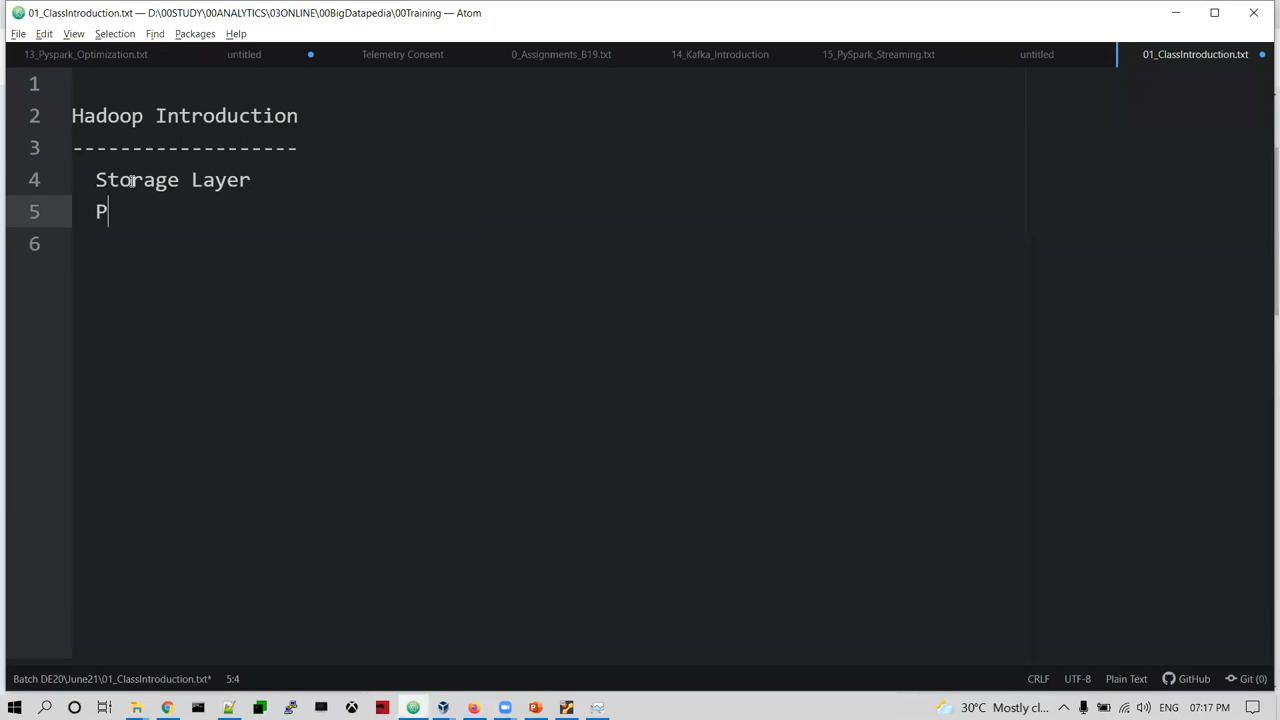 01_ClassIntroduction.txt — D:\00STUDY\00ANALYTICS\03ONLINE\00BigDatapedia\00Training — Atom
File Edit View Selection Find Packages Help
13_Pyspark_Optimization.txt untitled Telemetry Consent 0_Assignments_B19.txt 14_Kafka_Introduction 15_PySpark_Streaming.txt untitled 01_ClassIntroduction.txt
1
2 Hadoop Introduction
3 -------------------
4 Storage Layer
5 P
6
Batch DE20\June21\01_ClassIntroduction.txt* 5:4 CRLF UTF-8 Plain Text GitHub Git (0)
30°C Mostly cl... ENG 07:17 PM